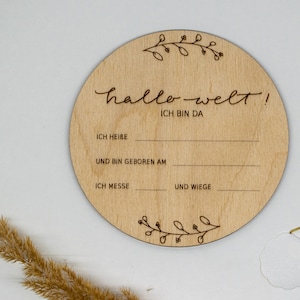 hallo welt!
ICH BIN DA
ICH HEIẞE
UND BIN GEBOREN AM
ICH MESSE UND WIEGE